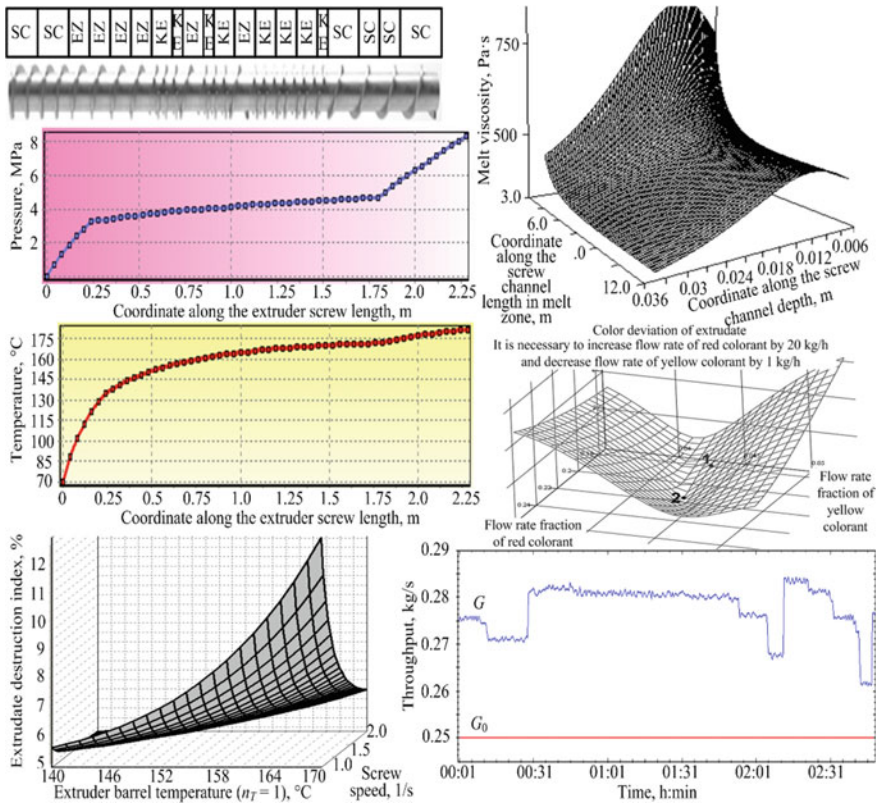 SC SC EZ EZ EZ EZ KE KE EZ KE KE EZ KE KE KE KE SC SC SC SC
Pressure, MPa
8
6
4
2
0 0.25 0.5 0.75 1.0 1.25 1.5 1.75 2.0 2.25
Coordinate along the extruder screw length, m
Temperature, °C
175
160
145
130
115
100
85
70
0 0.25 0.5 0.75 1.0 1.25 1.5 1.75 2.0 2.25
Coordinate along the extruder screw length, m
Extrudate destruction index, %
12
11
10
9
8
7
6
5
140 146 152 158 164 170
1.0 1.5 2.0
Extruder barrel temperature (n_T = 1), °C
Screw
speed, 1/s
Melt viscosity, Pa·s
750
500
3.0
6.0
.0
12.0
0.036 0.03 0.024 0.018 0.012 0.006
Coordinate
along the
screw
channel
length in melt
zone, m
Coordinate along the screw
channel depth, m
Color deviation of extrudate
It is necessary to increase flow rate of red colorant by 20 kg/h
and decrease flow rate of yellow colorant by 1 kg/h
1
2
0.03
Flow rate fraction
of red colorant
Flow rate
fraction of
yellow
colorant
Throughput, kg/s
0.29
0.28
0.27
0.26
0.25
G
G0
00:01 00:31 01:01 01:31 02:01 02:31
Time, h:min